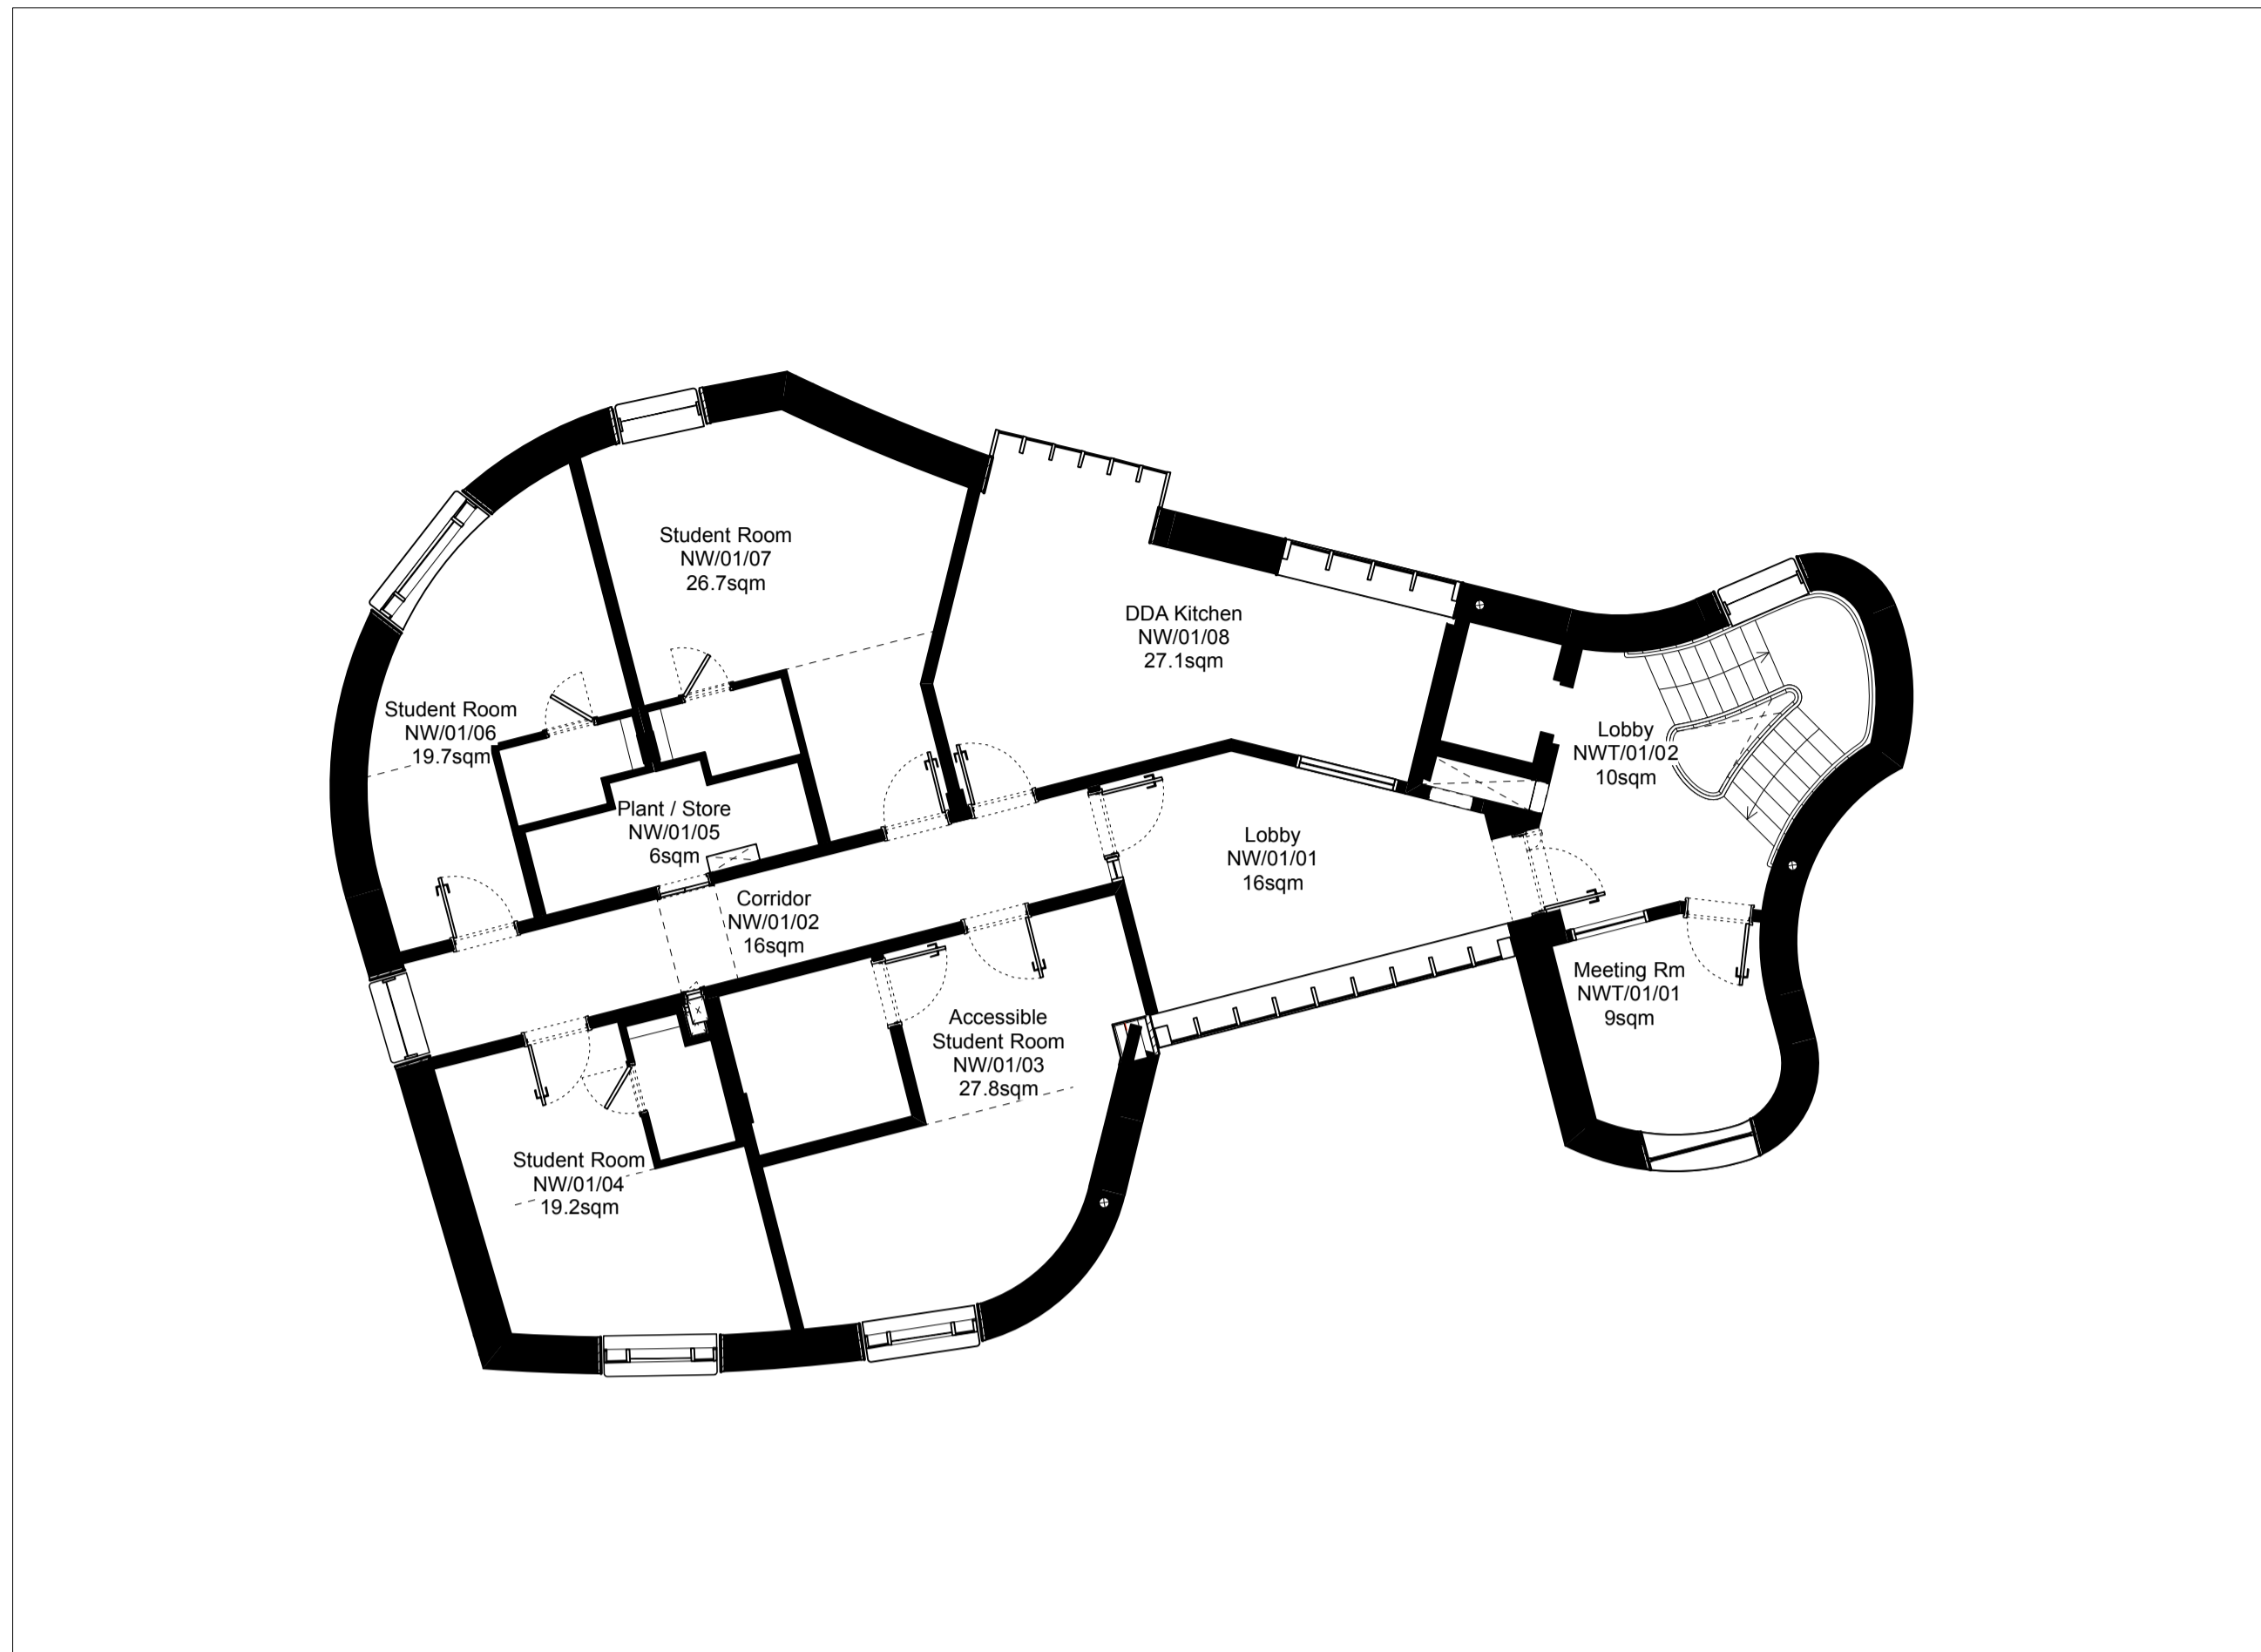 Student Room
NW/01/07
26.7sqm
DDA Kitchen
NW/01/08
27.1sqm
Student Room
NW/01/06
19.7sqm
Lobby
NWT/01/02
10sqm
Plant / Store
NW/01/05
6sqm
Lobby
NW/01/01
16sqm
Corridor
NW/01/02
16sqm
Meeting Rm
NWT/01/01
9sqm
Accessible
Student Room
NW/01/03
27.8sqm
Student Room
NW/01/04
19.2sqm